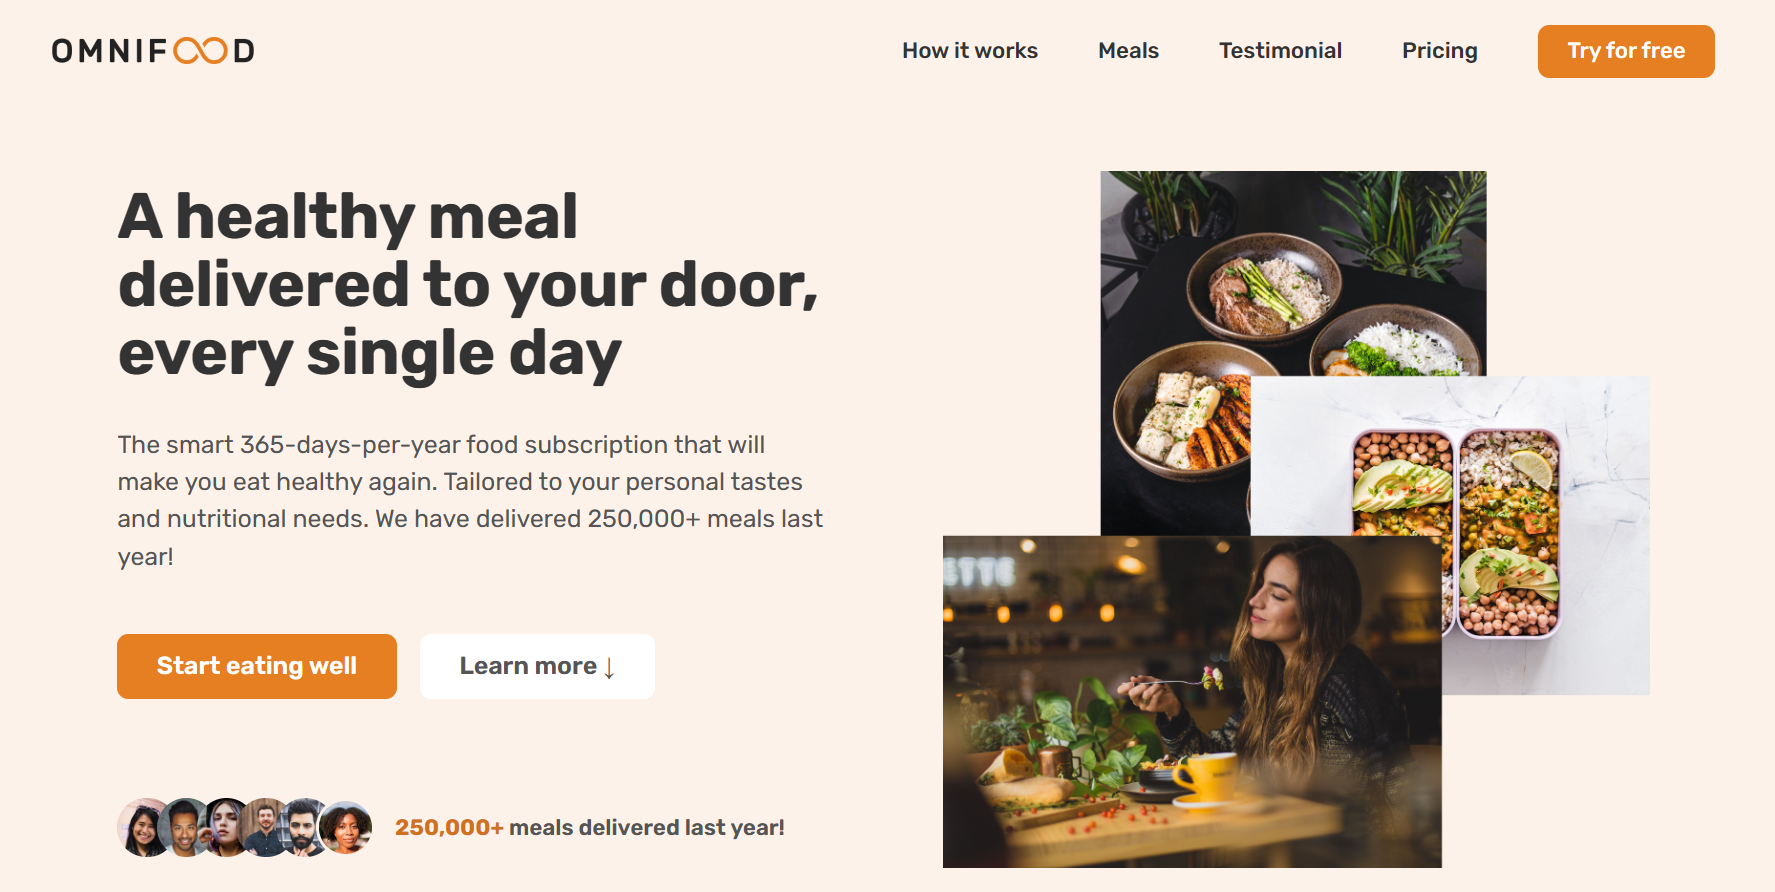 OMNIFOOD
How it works
Meals
Testimonial
Pricing
Try for free
A healthy meal
delivered to your door,
every single day
The smart 365-days-per-year food subscription that will
make you eat healthy again. Tailored to your personal tastes
and nutritional needs. We have delivered 250,000+ meals last
year!
Start eating well
Learn more ↓
250,000+ meals delivered last year!
ETTE